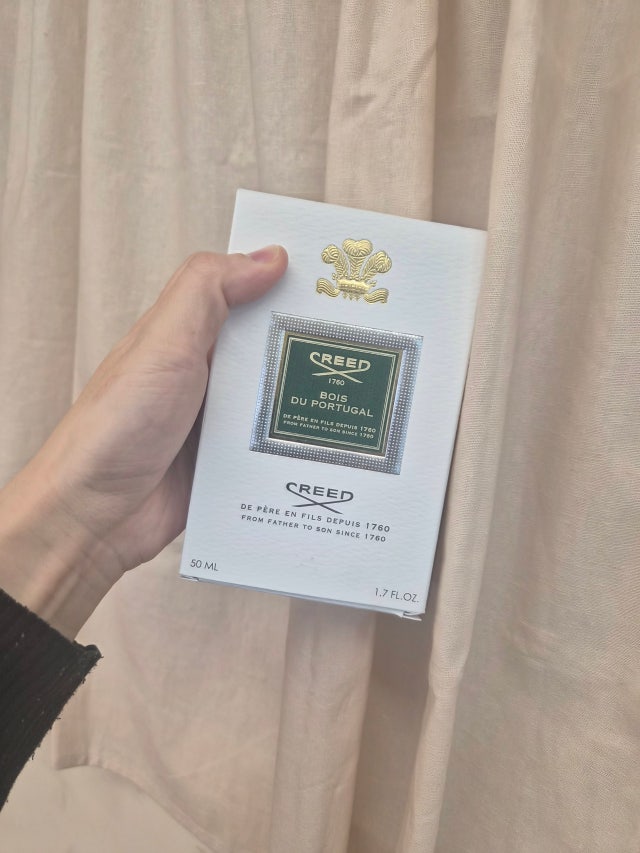 CREED
1760
BOIS
DU PORTUGAL
DE PÈRE EN FILS DEPUIS 1760
FROM FATHER TO SON SINCE 1760
CREED
DE PÈRE EN FILS DEPUIS 1760
FROM FATHER TO SON SINCE 1760
50 ML
1.7 FL.OZ.